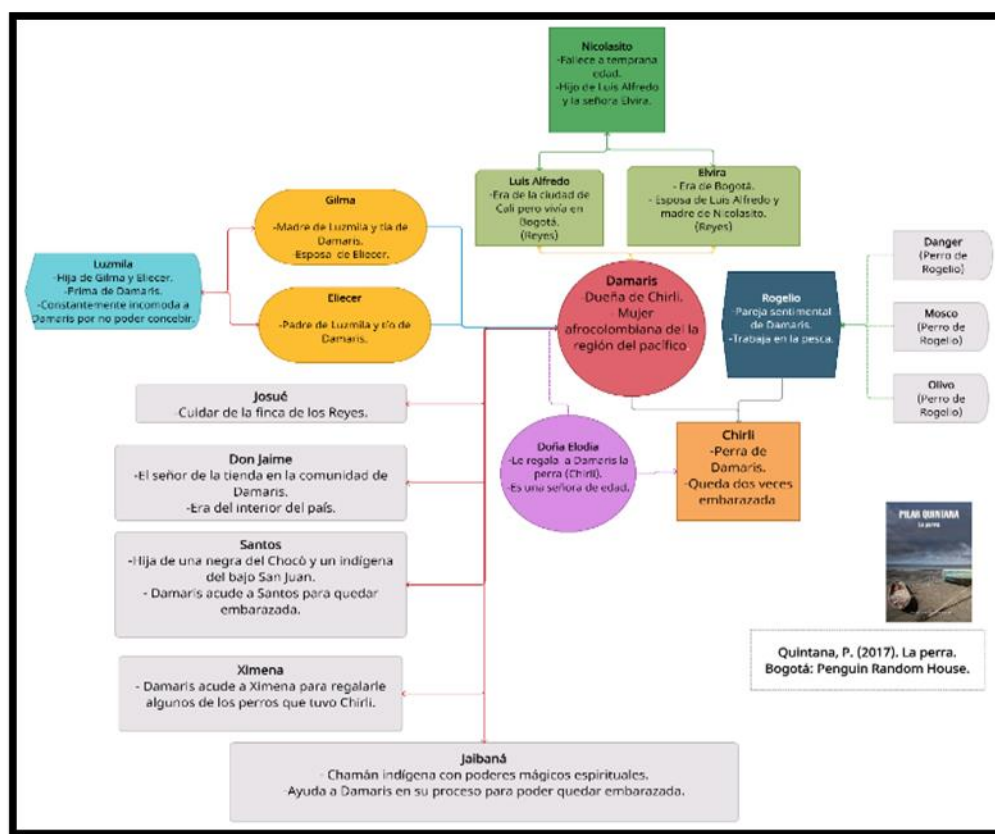 Nicolasito
-Fallece a temprana
edad.
-Hijo de Luis Alfredo
y la señora Elvira.
Luis Alfredo
-Era de la ciudad de
Cali pero vivía en
Bogotá.
(Reyes)
Elvira
- Era de Bogotá.
- Esposa de Luis Alfredo y
madre de Nicolasito.
(Reyes)
Gilma
-Madre de Luzmila y tía de
Damaris.
-Esposa de Eliecer.
Luzmila
-Hija de Gilma y Eliecer.
-Prima de Damaris.
-Constantemente incomoda a
Damaris por no poder concebir.
Eliecer
-Padre de Luzmila y tío de
Damaris.
Damaris
-Dueña de Chirli.
- Mujer
afrocolombiana del la
región del pacífico.
Rogelio
-Pareja sentimental
de Damaris.
-Trabaja en la pesca.
Danger
(Perro de
Rogelio)
Mosco
(Perro de
Rogelio)
Olivo
(Perro de
Rogelio)
Josué
-Cuidar de la finca de los Reyes.
Don Jaime
- El señor de la tienda en la comunidad de
Damaris.
- Era del interior del país.
Santos
-Hija de una negra del Chocó y un indígena
del bajo San Juan.
- Damaris acude a Santos para quedar
embarazada.
Ximena
- Damaris acude a Ximena para regalarle
algunos de los perros que tuvo Chirli.
Jaibaná
- Chamán indígena con poderes mágicos espirituales.
-Ayuda a Damaris en su proceso para poder quedar embarazada.
Doña Elodia
-Le regala a Damaris la
perra (Chirli).
-Es una señora de edad.
Chirli
-Perra de
Damaris.
-Queda dos veces
embarazada
PILAR QUINTANA
La perra
Quintana, P. (2017). La perra.
Bogotá: Penguin Random House.